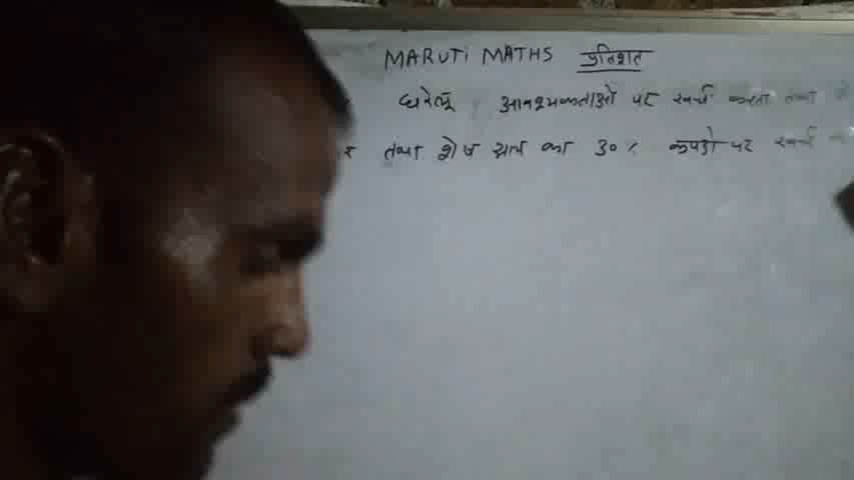 MARUTI MATHS प्रतिशत
घरेलू आवश्यकताओं पर खर्च करता तथा
तथा शेष आय का 30% कपडो पर खर्च